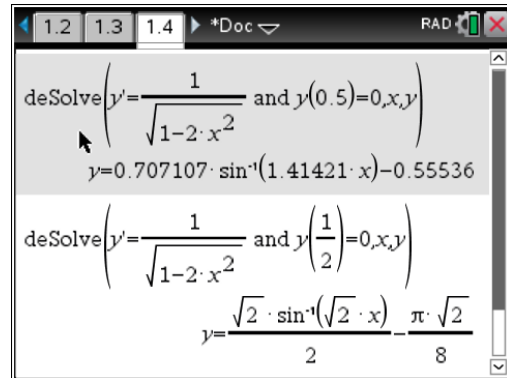 1.2 1.3 1.4 *Doc RAD
deSolve(y'=1/√(1-2·x²) and y(0.5)=0,x,y)
y=0.707107·sin⁻¹(1.41421·x)-0.55536
deSolve(y'=1/√(1-2·x²) and y(1/2)=0,x,y)
y=√2·sin⁻¹(√2·x)/2-π·√2/8